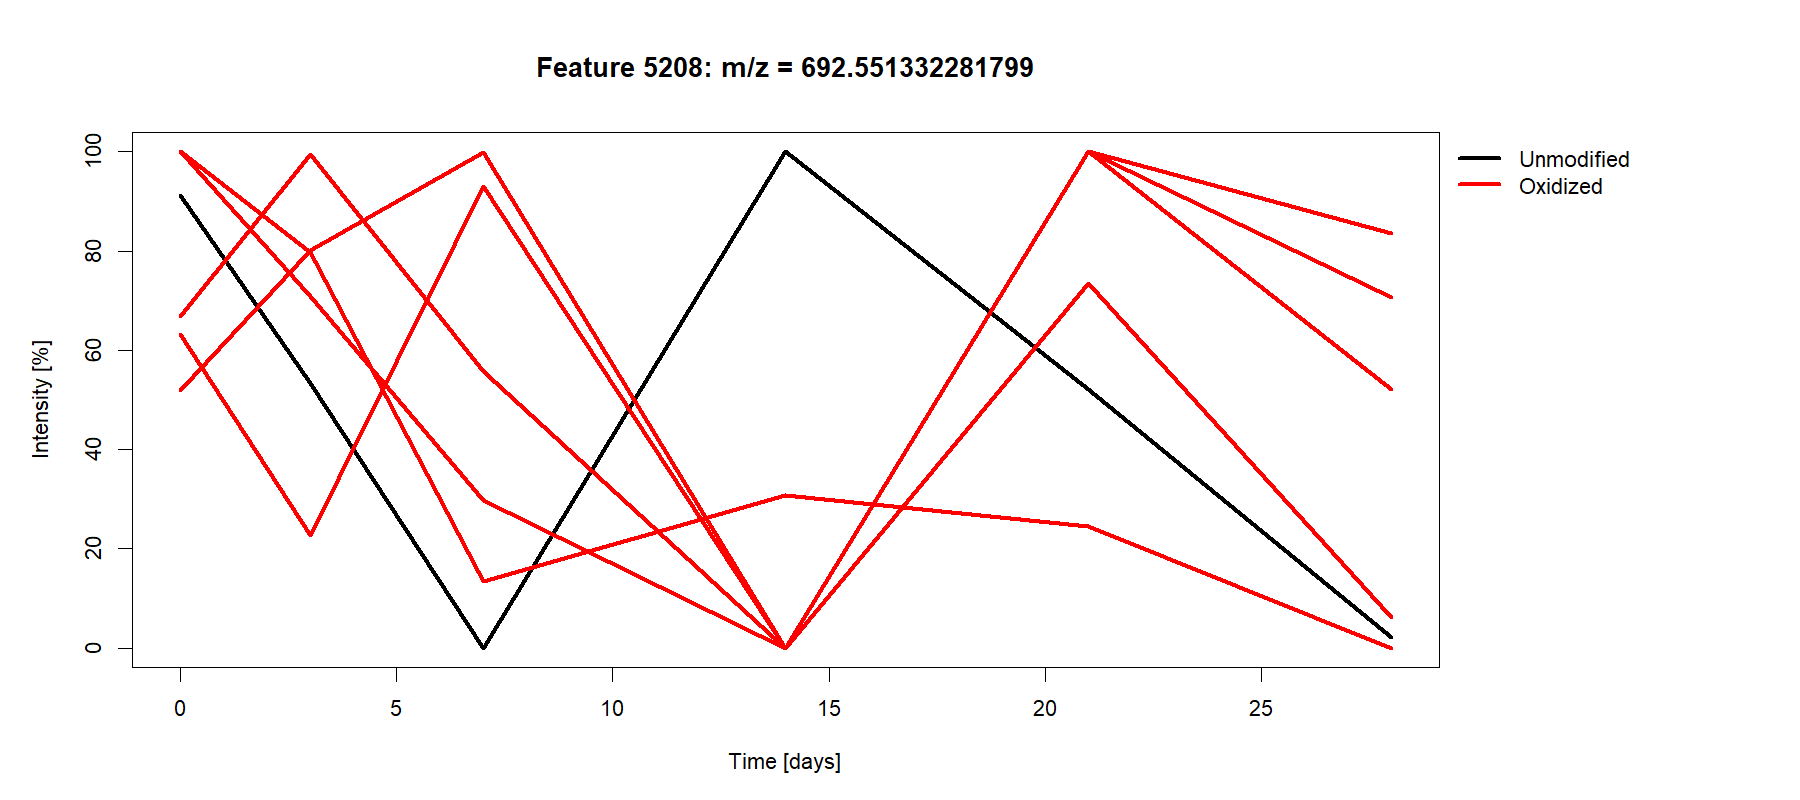 Feature 5208: m/z = 692.551332281799
Unmodified
Oxidized
Intensity [%]
100
80
60
40
20
0
0 5 10 15 20 25
Time [days]